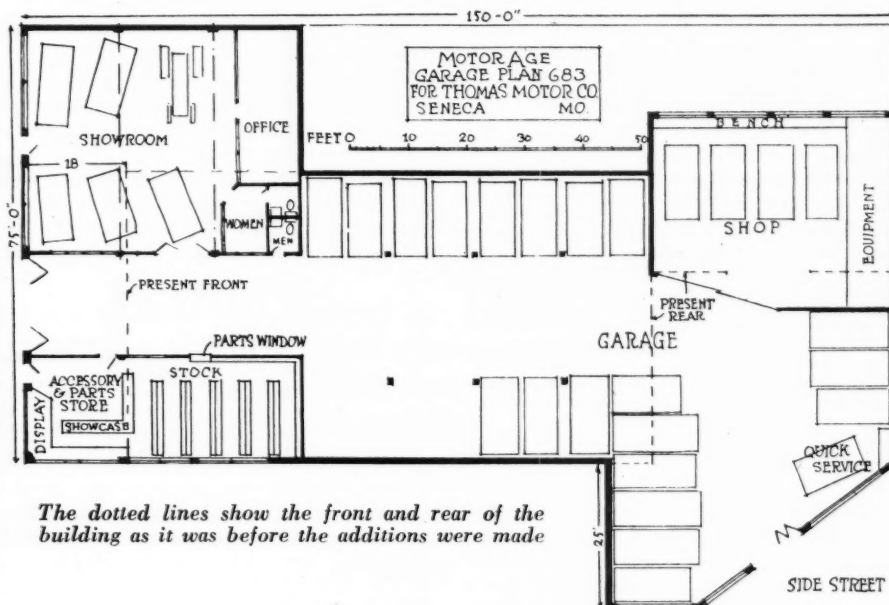 150'-0"
MOTOR AGE
GARAGE PLAN 683
FOR THOMAS MOTOR CO.
SENECA MO.
FEET 0 10 20 30 40 50
BENCH
SHOWROOM
OFFICE
18
75'-0"
WOMEN
MEN
SHOP
EQUIPMENT
PRESENT FRONT
PRESENT
REAR
PARTS WINDOW
GARAGE
STOCK
ACCESSORY
& PARTS
STORE
SHOWCASE
DISPLAY
QUICK
SERVICE
25'
SIDE STREET
The dotted lines show the front and rear of the
building as it was before the additions were made